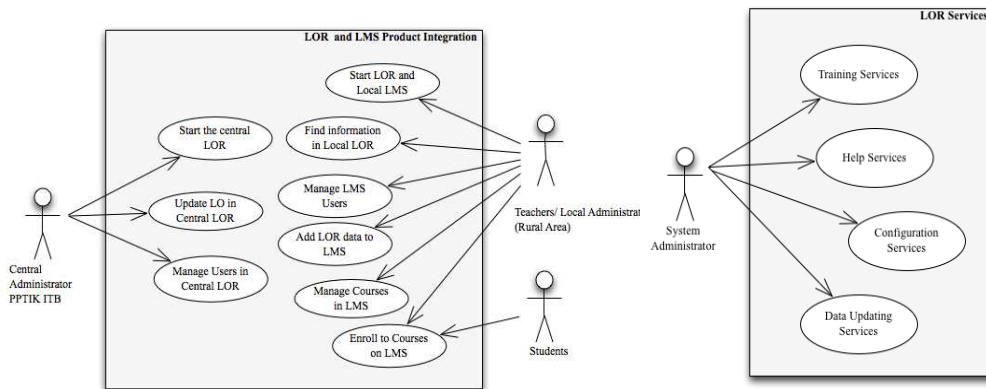 LOR and LMS Product Integration
Start LOR and
Local LMS
Start the central
LOR
Find information
in Local LOR
Update LO in
Central LOR
Manage LMS
Users
Add LOR data to
LMS
Manage Users in
Central LOR
Manage Courses
in LMS
Enroll to Courses
on LMS
Central
Administrator
PPTIK ITB
Teachers/ Local Administrat
(Rural Area)
Students
LOR Services
Training Services
Help Services
Configuration
Services
Data Updating
Services
System
Administrator